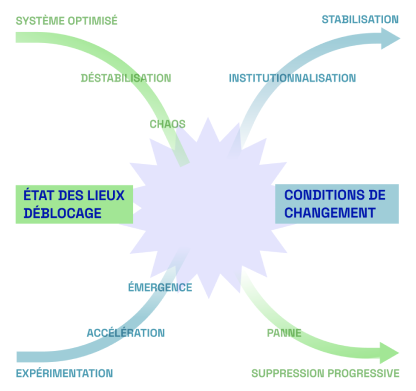 SYSTÈME OPTIMISÉ
STABILISATION
DÉSTABILISATION
INSTITUTIONNALISATION
CHAOS
ÉTAT DES LIEUX
DÉBLOCAGE
CONDITIONS DE
CHANGEMENT
ÉMERGENCE
ACCÉLÉRATION
PANNE
EXPÉRIMENTATION
SUPPRESSION PROGRESSIVE